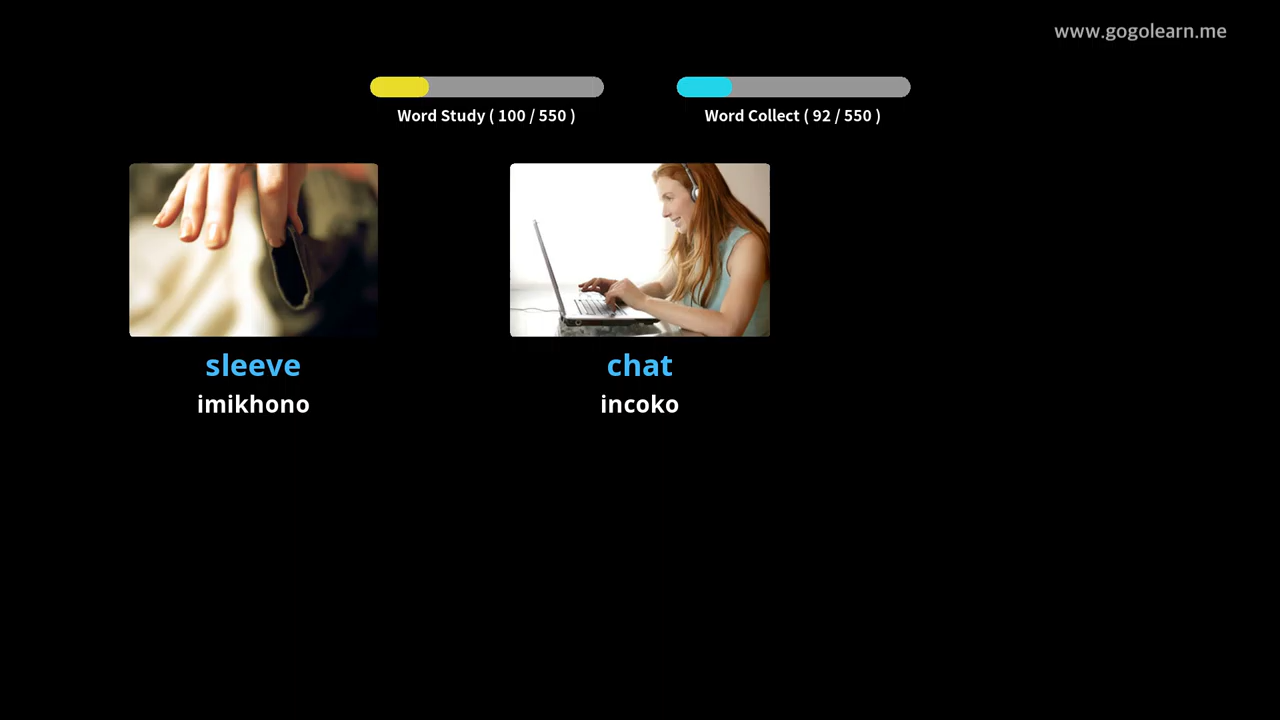 www.gogolearn.me
Word Study ( 100 / 550 )
Word Collect ( 92 / 550 )
sleeve
imikhono
chat
incoko